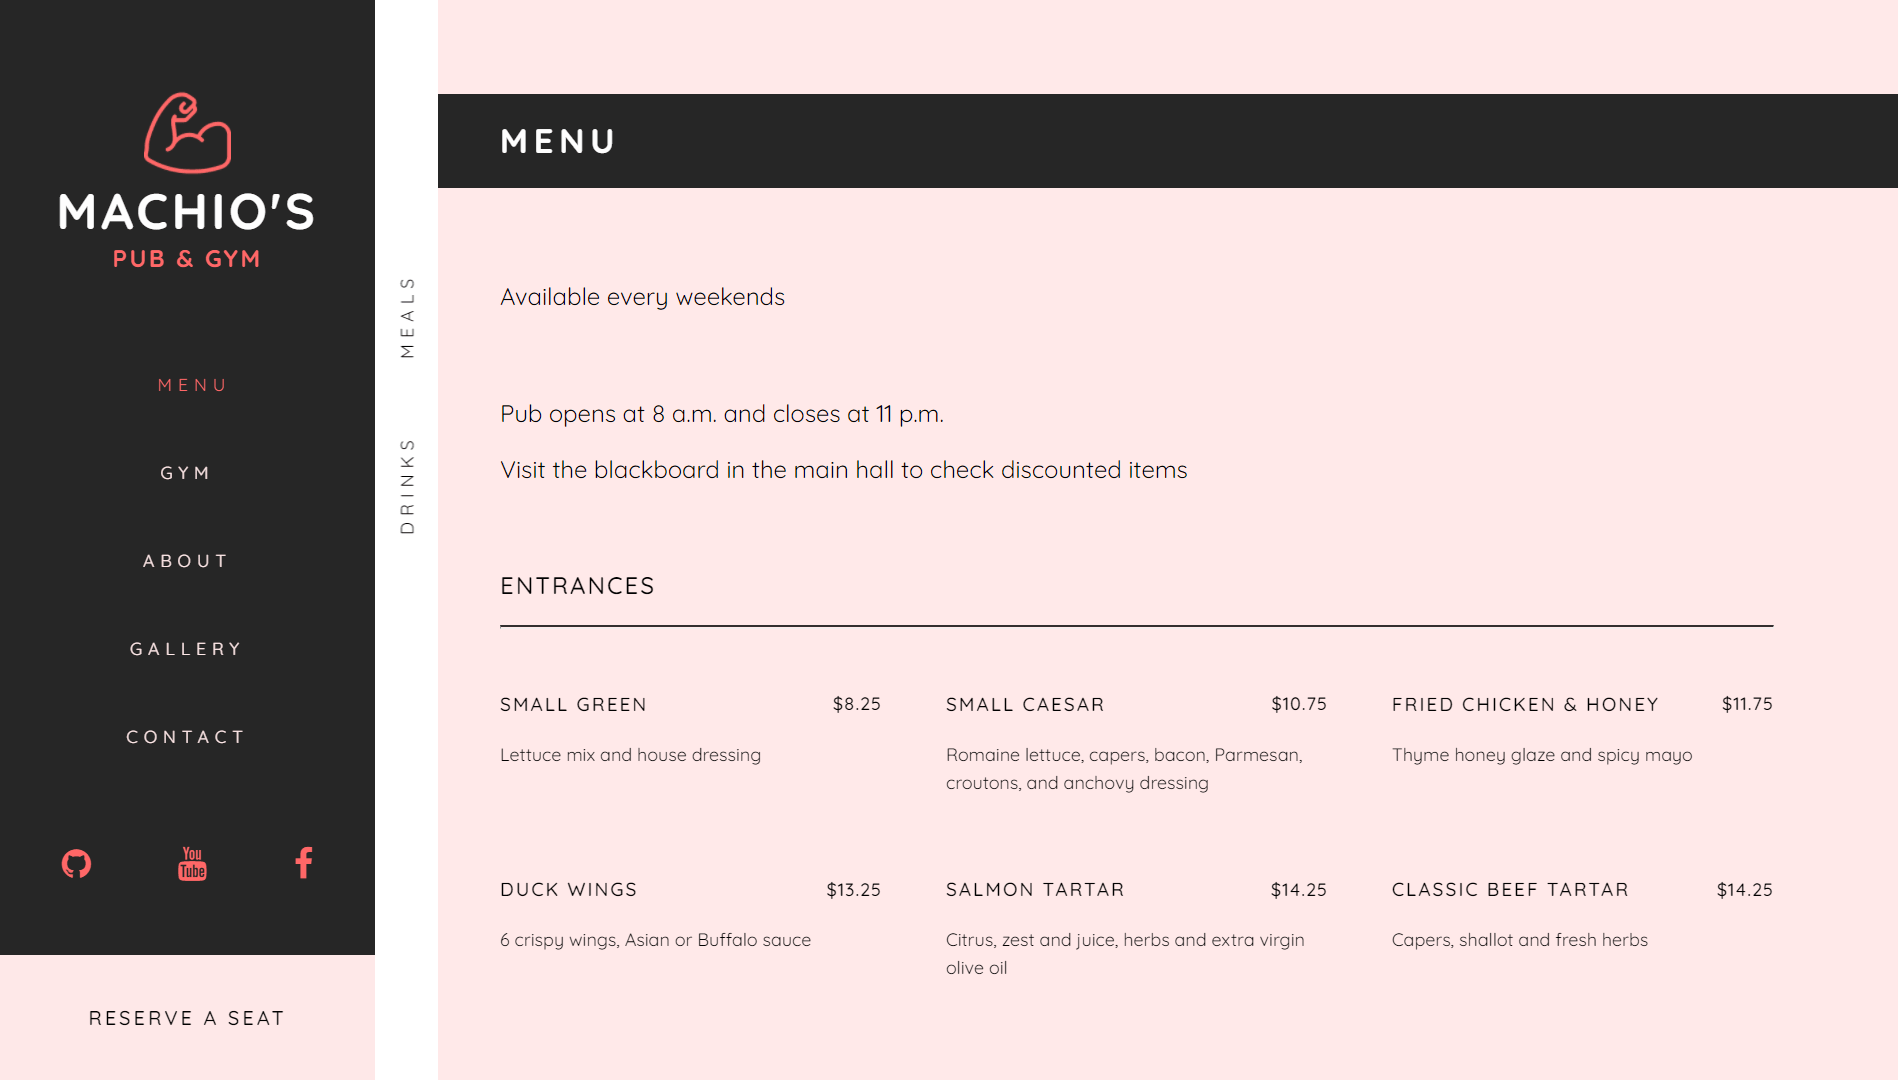 MACHIO'S
PUB & GYM
MENU
GYM
ABOUT
GALLERY
CONTACT
You
Tube
RESERVE A SEAT
MEALS
DRINKS
MENU
Available every weekends
Pub opens at 8 a.m. and closes at 11 p.m.
Visit the blackboard in the main hall to check discounted items
ENTRANCES
SMALL GREEN $8.25
Lettuce mix and house dressing
SMALL CAESAR $10.75
Romaine lettuce, capers, bacon, Parmesan,
croutons, and anchovy dressing
FRIED CHICKEN & HONEY $11.75
Thyme honey glaze and spicy mayo
DUCK WINGS $13.25
6 crispy wings, Asian or Buffalo sauce
SALMON TARTAR $14.25
Citrus, zest and juice, herbs and extra virgin
olive oil
CLASSIC BEEF TARTAR $14.25
Capers, shallot and fresh herbs